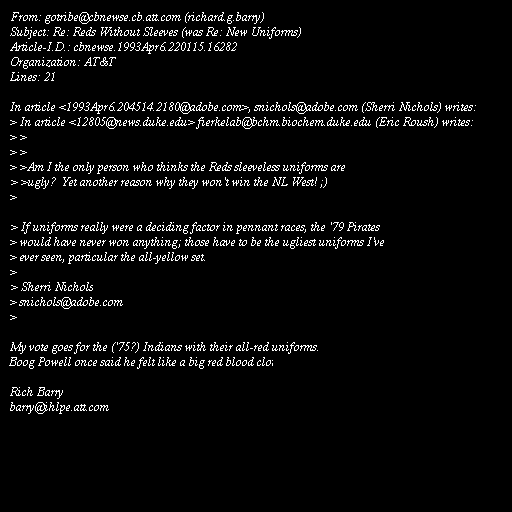 From: gotribe@cbnewse.cb.att.com (richard.g.barry)
Subject: Re: Reds Without Sleeves (was Re: New Uniforms)
Article-I.D.: cbnewse.1993Apr6.220115.16282
Organization: AT&T
Lines: 21

In article <1993Apr6.204514.2180@adobe.com>, snichols@adobe.com (Sherri Nichols) writes:
> In article <12805@news.duke.edu> fierkelab@bchm.biochem.duke.edu (Eric Roush) writes:
> >
> >
> >Am I the only person who thinks the Reds sleeveless uniforms are
> >ugly?  Yet another reason why they won't win the NL West! ;)
>

> If uniforms really were a deciding factor in pennant races, the '79 Pirates
> would have never won anything; those have to be the ugliest uniforms I've
> ever seen, particular the all-yellow set.
>
> Sherri Nichols
> snichols@adobe.com
>

My vote goes for the ('75?) Indians with their all-red uniforms.
Boog Powell once said he felt like a big red blood

Rich Barry
barry@ihlpe.att.com